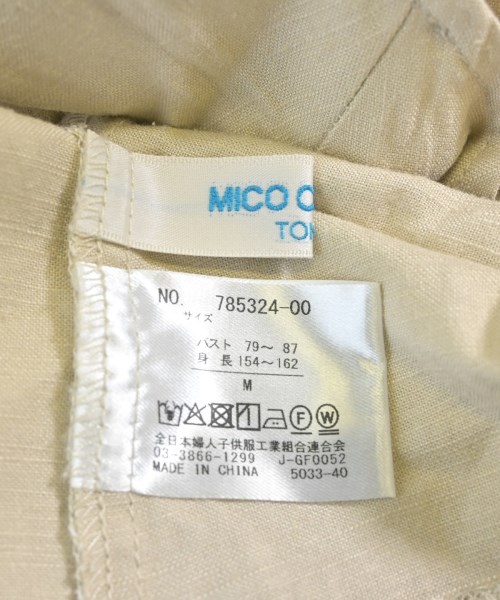 MICO
NO. 785324-00
サイズ
バスト 79～ 87
身 長 154～162
M
F W
全日本婦人子供服工業組合連合会
03-3866-1299 J-GF0052
MADE IN CHINA 5033-40